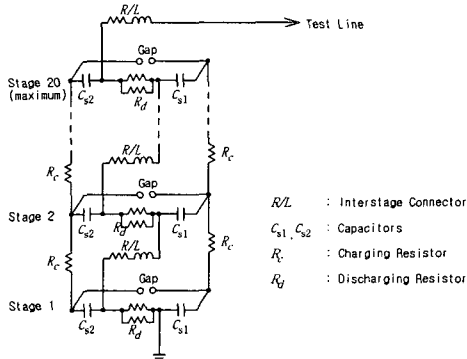 R/L
Test Line
Gap
Stage 20
(maximum)
Cs2
Rd
Cs1
R/L
Rc
Rc
Gap
Stage 2
Cs2
Rd
Cs1
R/L
Rc
Rc
Gap
Stage 1
Cs2
Rd
Cs1
R/L : Interstage Connector
Cs1, Cs2 : Capacitors
Rc : Charging Resistor
Rd : Discharging Resistor